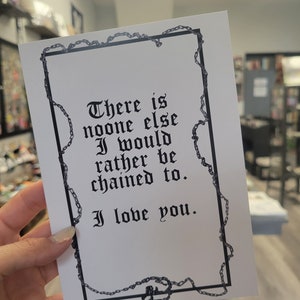 There is
noone else
I would
rather be
chained to.
I love you.